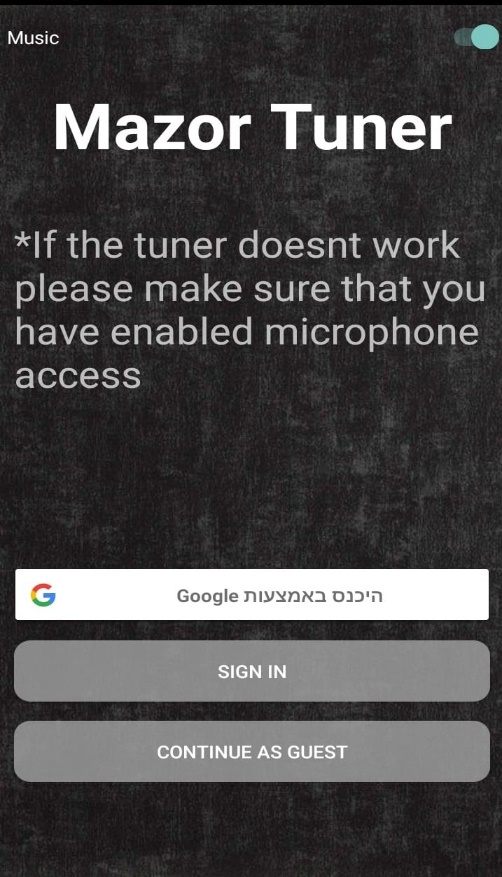 Music
Mazor Tuner
*If the tuner doesnt work
please make sure that you
have enabled microphone
access
היכנס באמצעות Google
SIGN IN
CONTINUE AS GUEST